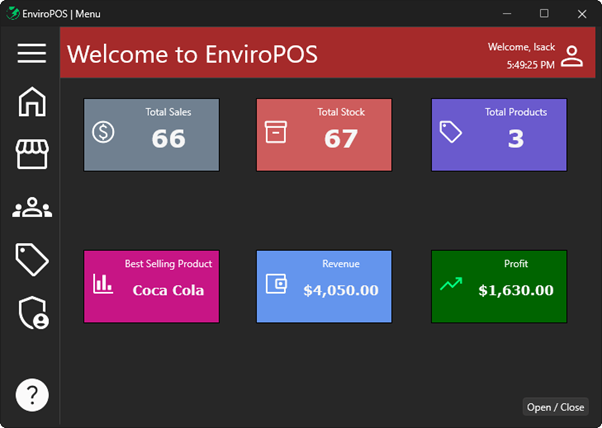 EnviroPOS | Menu
Welcome to EnviroPOS
Welcome, Isack
5:49:25 PM
Total Sales
66
Total Stock
67
Total Products
3
Best Selling Product
Coca Cola
Revenue
$4,050.00
Profit
$1,630.00
?
Open / Close